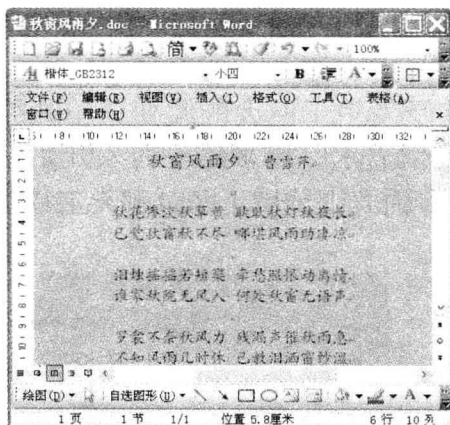 秋窗风雨夕.doc - Microsoft Word
简 100%
楷体_GB2312 小四 B A
文件(F) 编辑(E) 视图(V) 插入(I) 格式(O) 工具(T) 表格(A)
窗口(W) 帮助(H)
秋窗风雨夕 曹雪芹
秋花惨淡秋草黄 耿耿秋灯秋夜长
已觉秋窗秋不尽 那堪风雨助凄凉
泪烛摇摇 牵愁照恨动离情
谁家秋院无风入 何处秋窗无雨声
罗衾不奈秋风力 残漏声催秋雨急
不知风雨几时休 已教泪洒窗纱湿
绘图(D) 自选图形(U) A
1 页 1 节 1/1 位置 5.8厘米 6 行 10 列